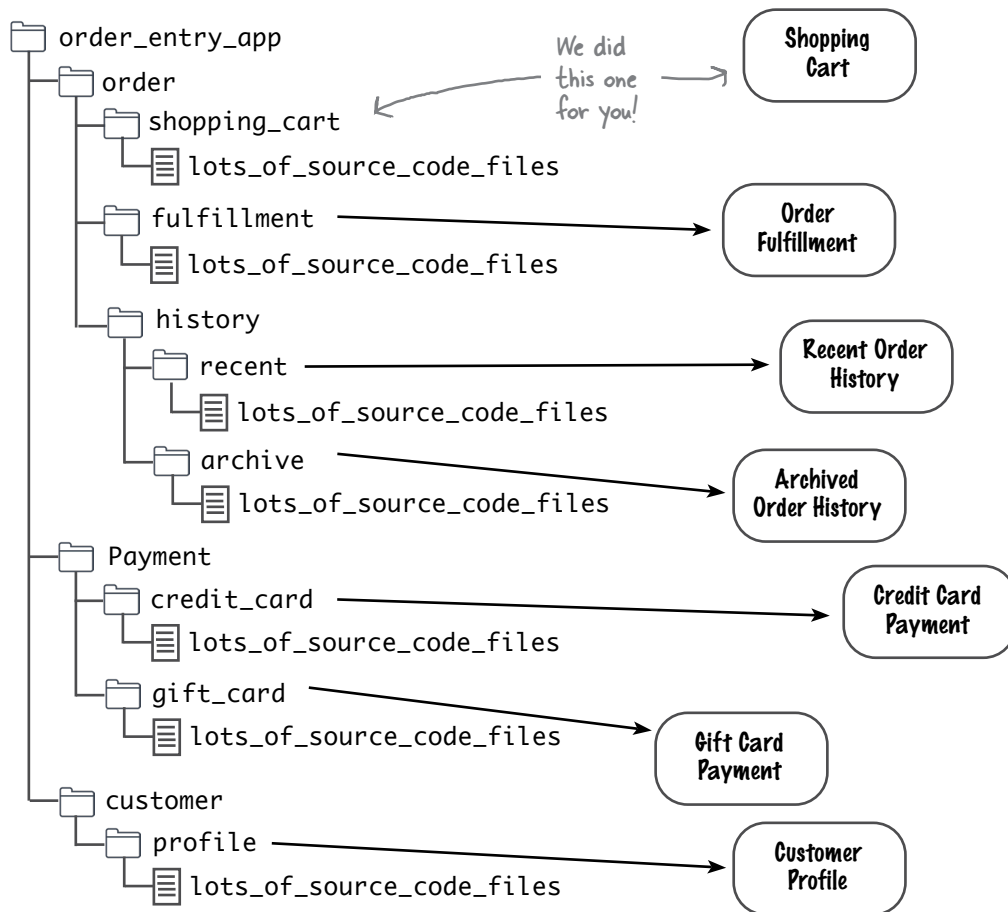 order_entry_app
We did
this one
for you!
Shopping
Cart
order
shopping_cart
lots_of_source_code_files
fulfillment
Order
Fulfillment
lots_of_source_code_files
history
recent
Recent Order
History
lots_of_source_code_files
archive
Archived
Order History
lots_of_source_code_files
Payment
credit_card
Credit Card
Payment
lots_of_source_code_files
gift_card
Gift Card
Payment
lots_of_source_code_files
customer
profile
Customer
Profile
lots_of_source_code_files